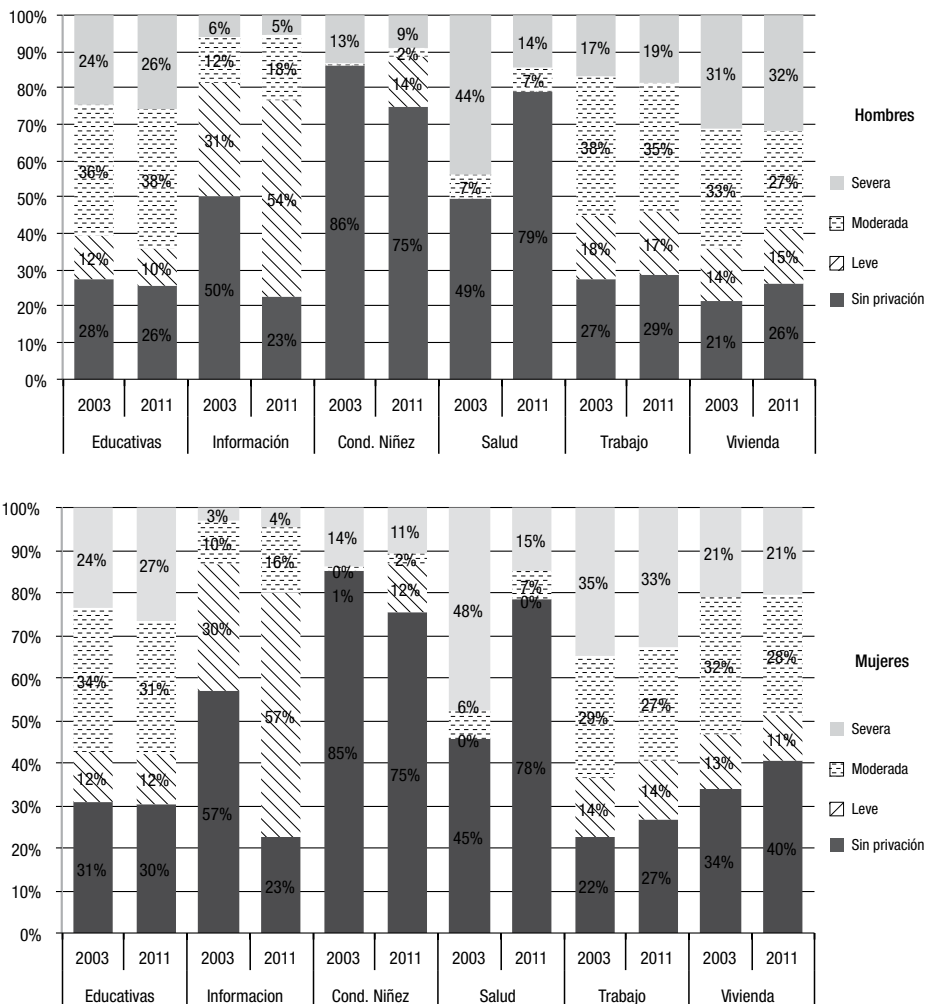 100%
90%
80%
70%
60%
50%
40%
30%
20%
10%
0%
24% 26% 6% 5% 13% 9% 44% 14% 17% 19% 31% 32%
36% 38% 12% 18% 2% 7% 7% 38% 35% 33% 27%
12% 10% 31% 54% 14% 18% 17% 14% 15%
28% 26% 50% 23% 86% 75% 49% 79% 27% 29% 21% 26%
2003 2011 2003 2011 2003 2011 2003 2011 2003 2011 2003 2011
Educativas Información Cond. Niñez Salud Trabajo Vivienda
Hombres
Severa
Moderada
Leve
Sin privación
100%
90%
80%
70%
60%
50%
40%
30%
20%
10%
0%
24% 27% 3% 4% 14% 11% 48% 15% 35% 33% 21% 21%
34% 31% 10% 16% 0% 2% 6% 7% 29% 27% 32% 28%
12% 12% 30% 57% 1% 12% 0% 0% 14% 14% 13% 11%
31% 30% 57% 23% 85% 75% 45% 78% 22% 27% 34% 40%
2003 2011 2003 2011 2003 2011 2003 2011 2003 2011 2003 2011
Educativas Informacion Cond. Niñez Salud Trabajo Vivienda
Mujeres
Severa
Moderada
Leve
Sin privación